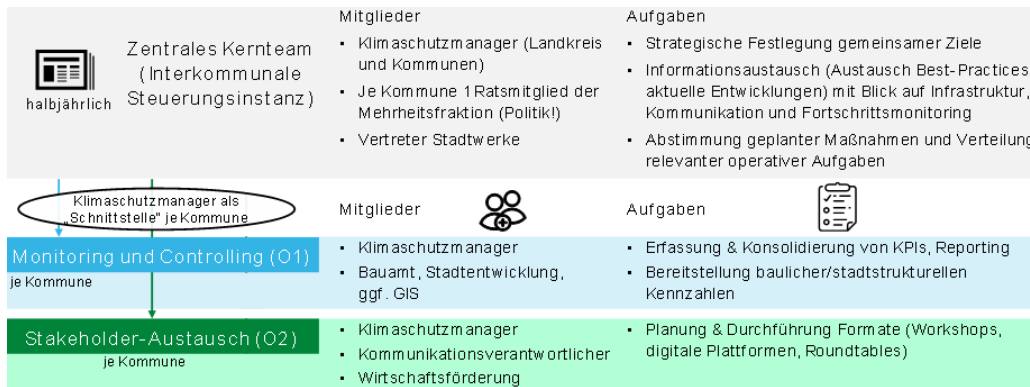 Mitglieder
Aufgaben
halbjährlich
Zentrales Kernteam
(Interkommunale
Steuerungsinstanz)
▪ Klimaschutzmanager (Landkreis
und Kommunen)
▪ Je Kommune 1 Ratsmitglied der
Mehrheitsfraktion (Politik!)
▪ Vertreter Stadtwerke
▪ Strategische Festlegung gemeinsamer Ziele
▪ Informationsaustausch (Austausch Best-Practices
aktuelle Entwicklungen) mit Blick auf Infrastruktur,
Kommunikation und Fortschrittsmonitoring
▪ Abstimmung geplanter Maßnahmen und Verteilung
relevanter operativer Aufgaben
Klimaschutzmanager als
„Schnittstelle" je Kommune
Mitglieder
Aufgaben
Monitoring und Controlling (O1)
je Kommune
▪ Klimaschutzmanager
▪ Bauamt, Stadtentwicklung,
ggf. GIS
▪ Erfassung & Konsolidierung von KPIs, Reporting
▪ Bereitstellung baulicher/stadtstrukturellen
Kennzahlen
Stakeholder-Austausch (O2)
je Kommune
▪ Klimaschutzmanager
▪ Kommunikationsverantwortlicher
▪ Wirtschaftsförderung
▪ Planung & Durchführung Formate (Workshops,
digitale Plattformen, Roundtables)